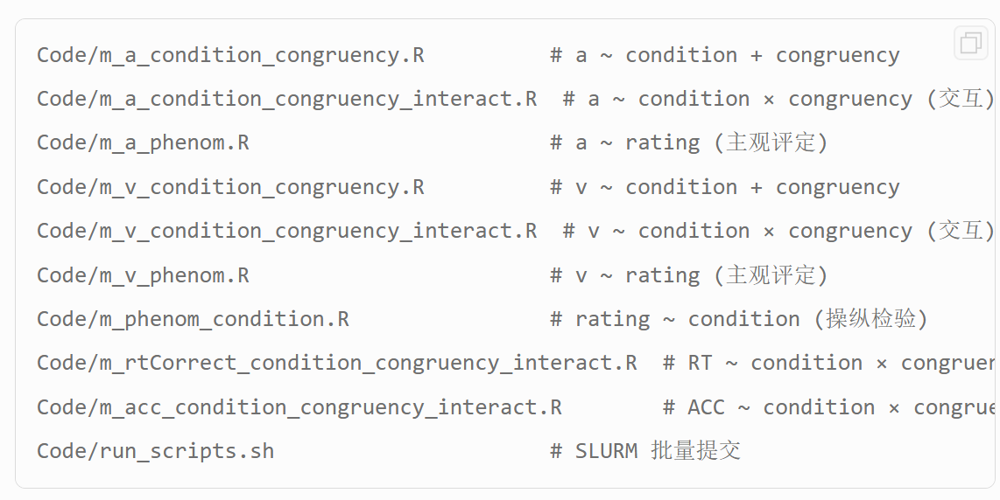 Code/m_a_condition_congruency.R # a ~ condition + congruency
Code/m_a_condition_congruency_interact.R # a ~ condition × congruency (交互)
Code/m_a_phenom.R # a ~ rating (主观评定)
Code/m_v_condition_congruency.R # v ~ condition + congruency
Code/m_v_condition_congruency_interact.R # v ~ condition × congruency (交互)
Code/m_v_phenom.R # v ~ rating (主观评定)
Code/m_phenom_condition.R # rating ~ condition (操纵检验)
Code/m_rtCorrect_condition_congruency_interact.R # RT ~ condition ×
Code/m_acc_condition_congruency_interact.R # ACC ~ condition ×
Code/run_scripts.sh # SLURM 批量提交